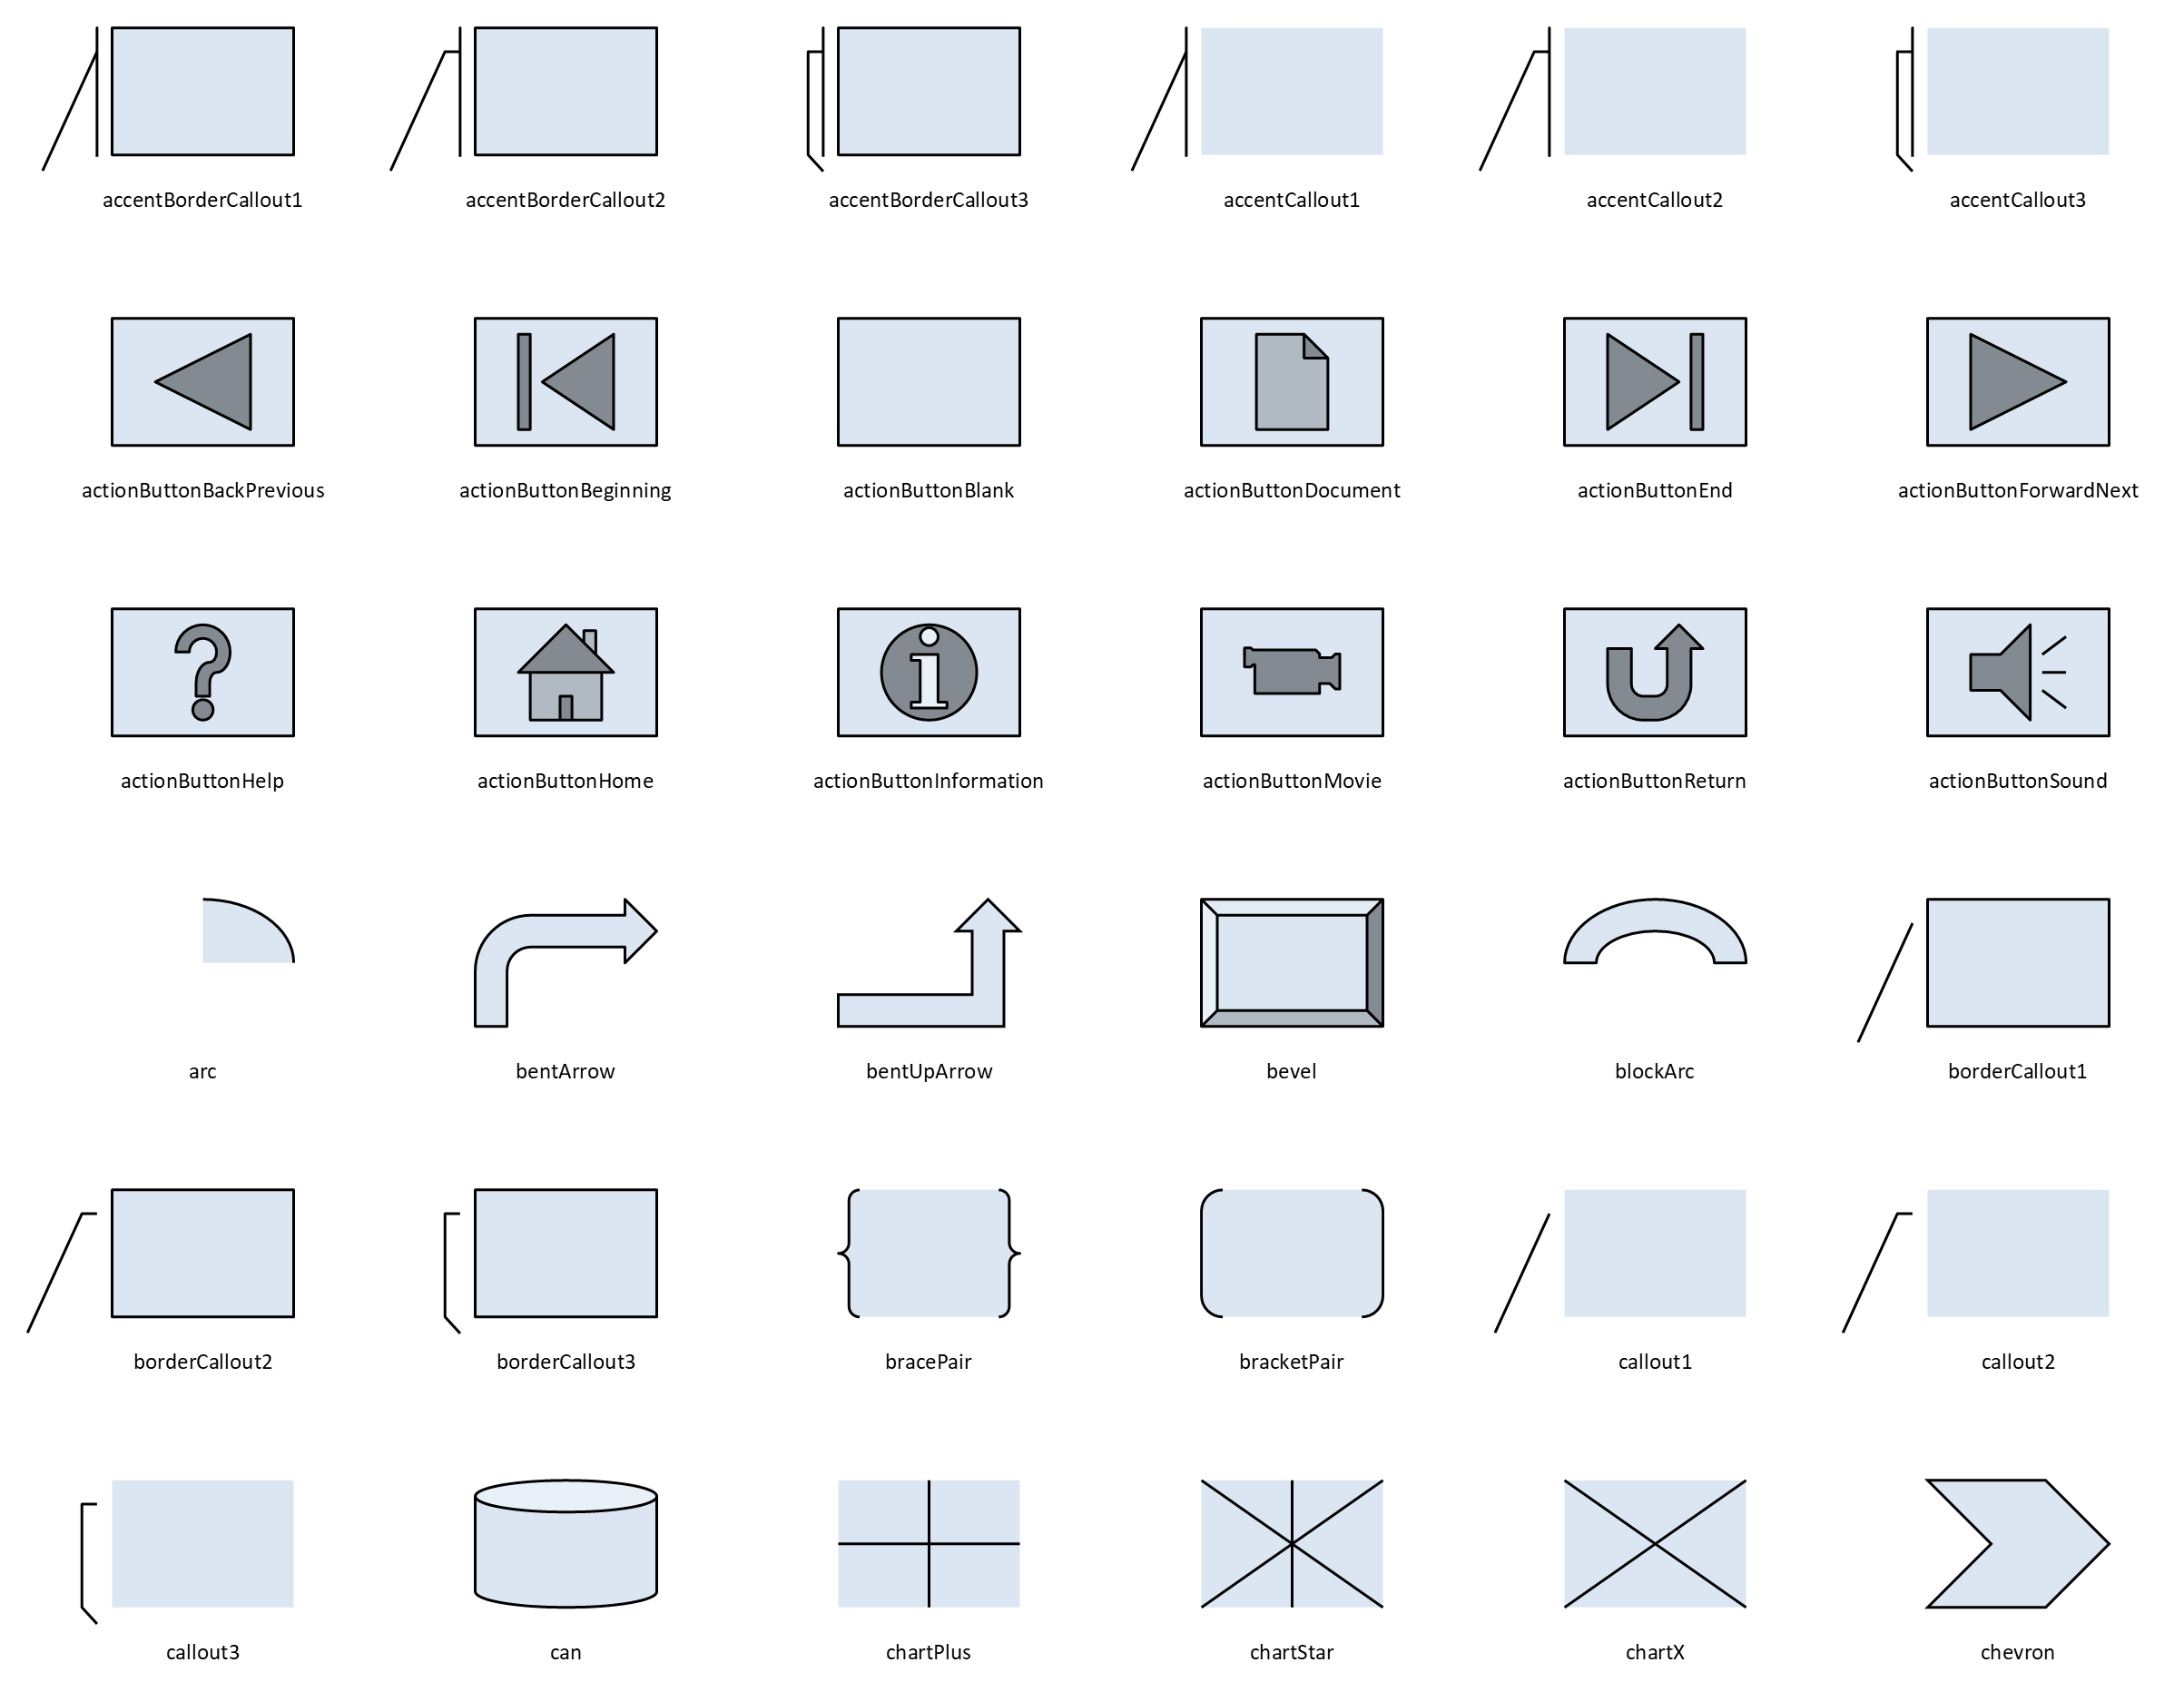 accentBorderCallout1
accentBorderCallout2
accentBorderCallout3
accentCallout1
accentCallout2
accentCallout3
actionButtonBackPrevious
actionButtonBeginning
actionButtonBlank
actionButtonDocument
actionButtonEnd
actionButtonForwardNext
actionButtonHelp
actionButtonHome
actionButtonInformation
actionButtonMovie
actionButtonReturn
actionButtonSound
arc
bentArrow
bentUpArrow
bevel
blockArc
borderCallout1
borderCallout2
borderCallout3
bracePair
bracketPair
callout1
callout2
callout3
can
chartPlus
chartStar
chartX
chevron